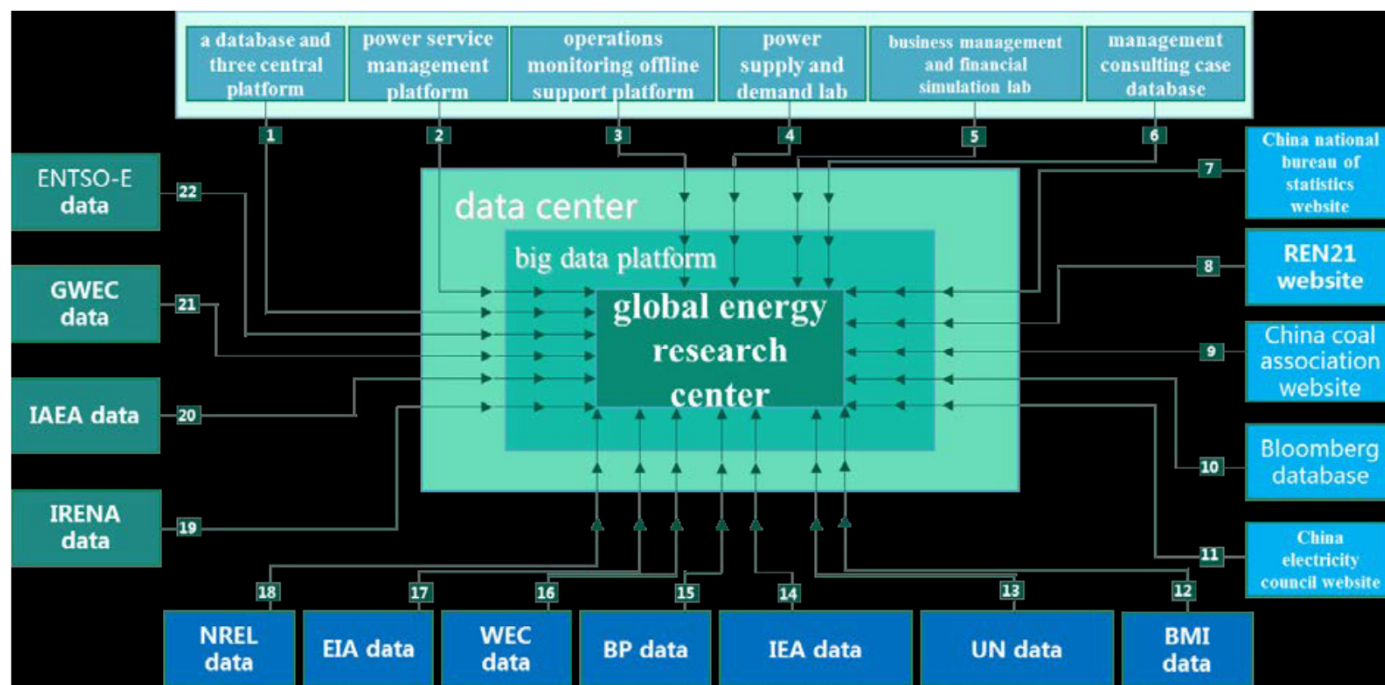 a database and
three central
platform
power service
management
platform
operations
monitoring offline
support platform
power
supply and
demand lab
business management
and financial
simulation lab
management
consulting case
database
1
2
3
4
5
6
China national
bureau of
statistics
website
7
REN21
website
8
China coal
association
website
9
Bloomberg
database
10
China
electricity
council website
11
ENTSO-E
data
22
GWEC
data
21
IAEA data
20
IRENA
data
19
data center
big data platform
global energy
research
center
18
17
16
15
14
13
12
NREL
data
EIA data
WEC
data
BP data
IEA data
UN data
BMI
data